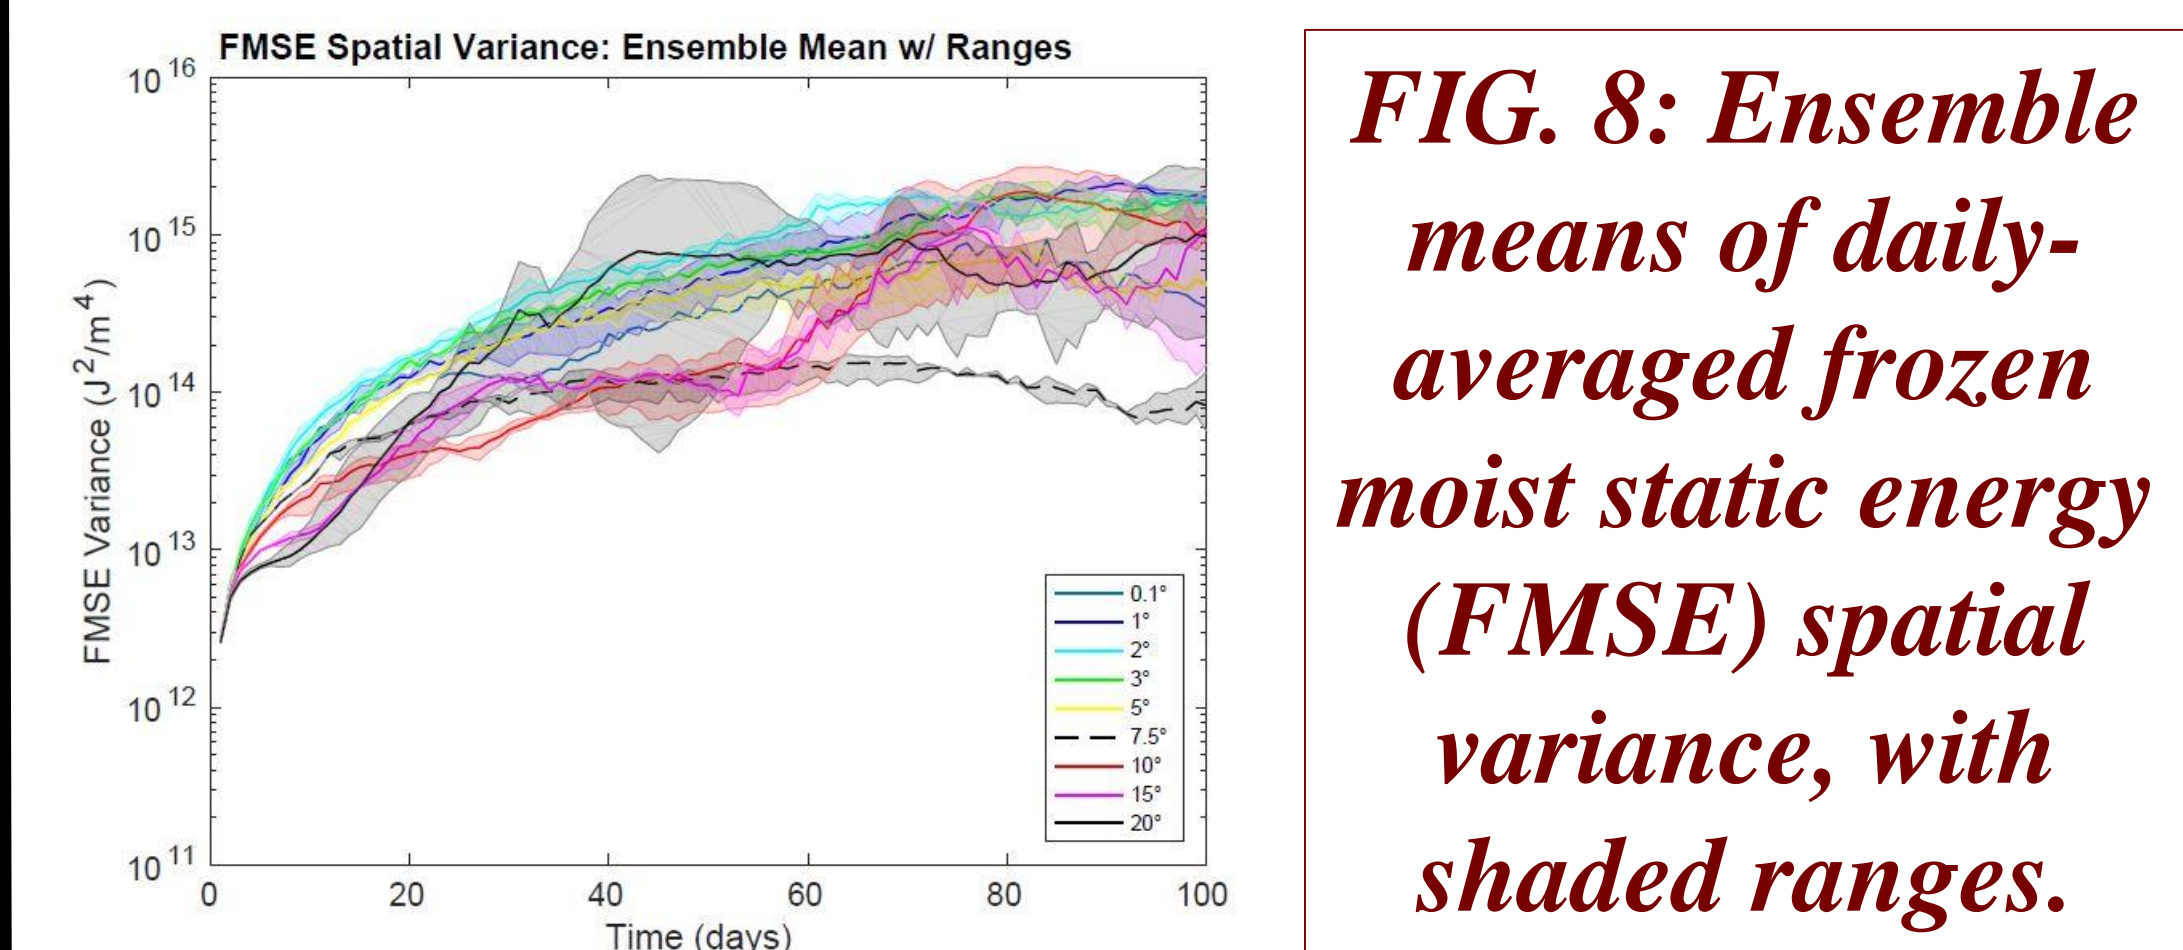 FMSE Spatial Variance: Ensemble Mean w/ Ranges
10^16
10^15
10^14
10^13
10^12
10^11
FMSE Variance (J^2/m^4)
0 20 40 60 80 100
Time (days)
0.1°
1°
2°
3°
5°
7.5°
10°
15°
20°
FIG. 8: Ensemble
means of daily-
averaged frozen
moist static energy
(FMSE) spatial
variance, with
shaded ranges.